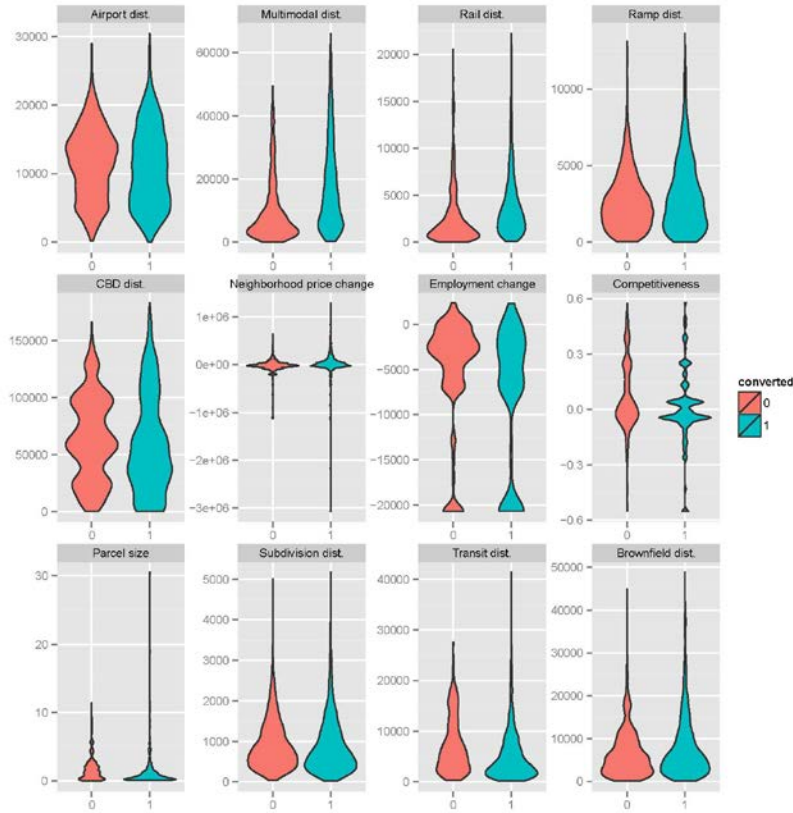 Airport dist. Multimodal dist. Rail dist. Ramp dist.
30000 60000 20000
10000
20000 40000 15000
10000
5000
10000 20000
5000
0 0 0 0
0 1 0 1 0 1 0 1
CBD dist. Neighborhood price change Employment change Competitiveness
1e+06 0 0.6
150000
0e+00 −5000 0.3
converted
100000 0
−1e+06 −10000 0.0
1
50000 −2e+06 −15000 −0.3
0 −3e+06 −20000 −0.6
0 1 0 1 0 1 0 1
Parcel size Subdivision dist. Transit dist. Brownfield dist.
30 5000 40000 50000
4000 40000
30000
20 3000 30000
20000
2000 20000
10
1000 10000 10000
0 0 0 0
0 1 0 1 0 1 0 1